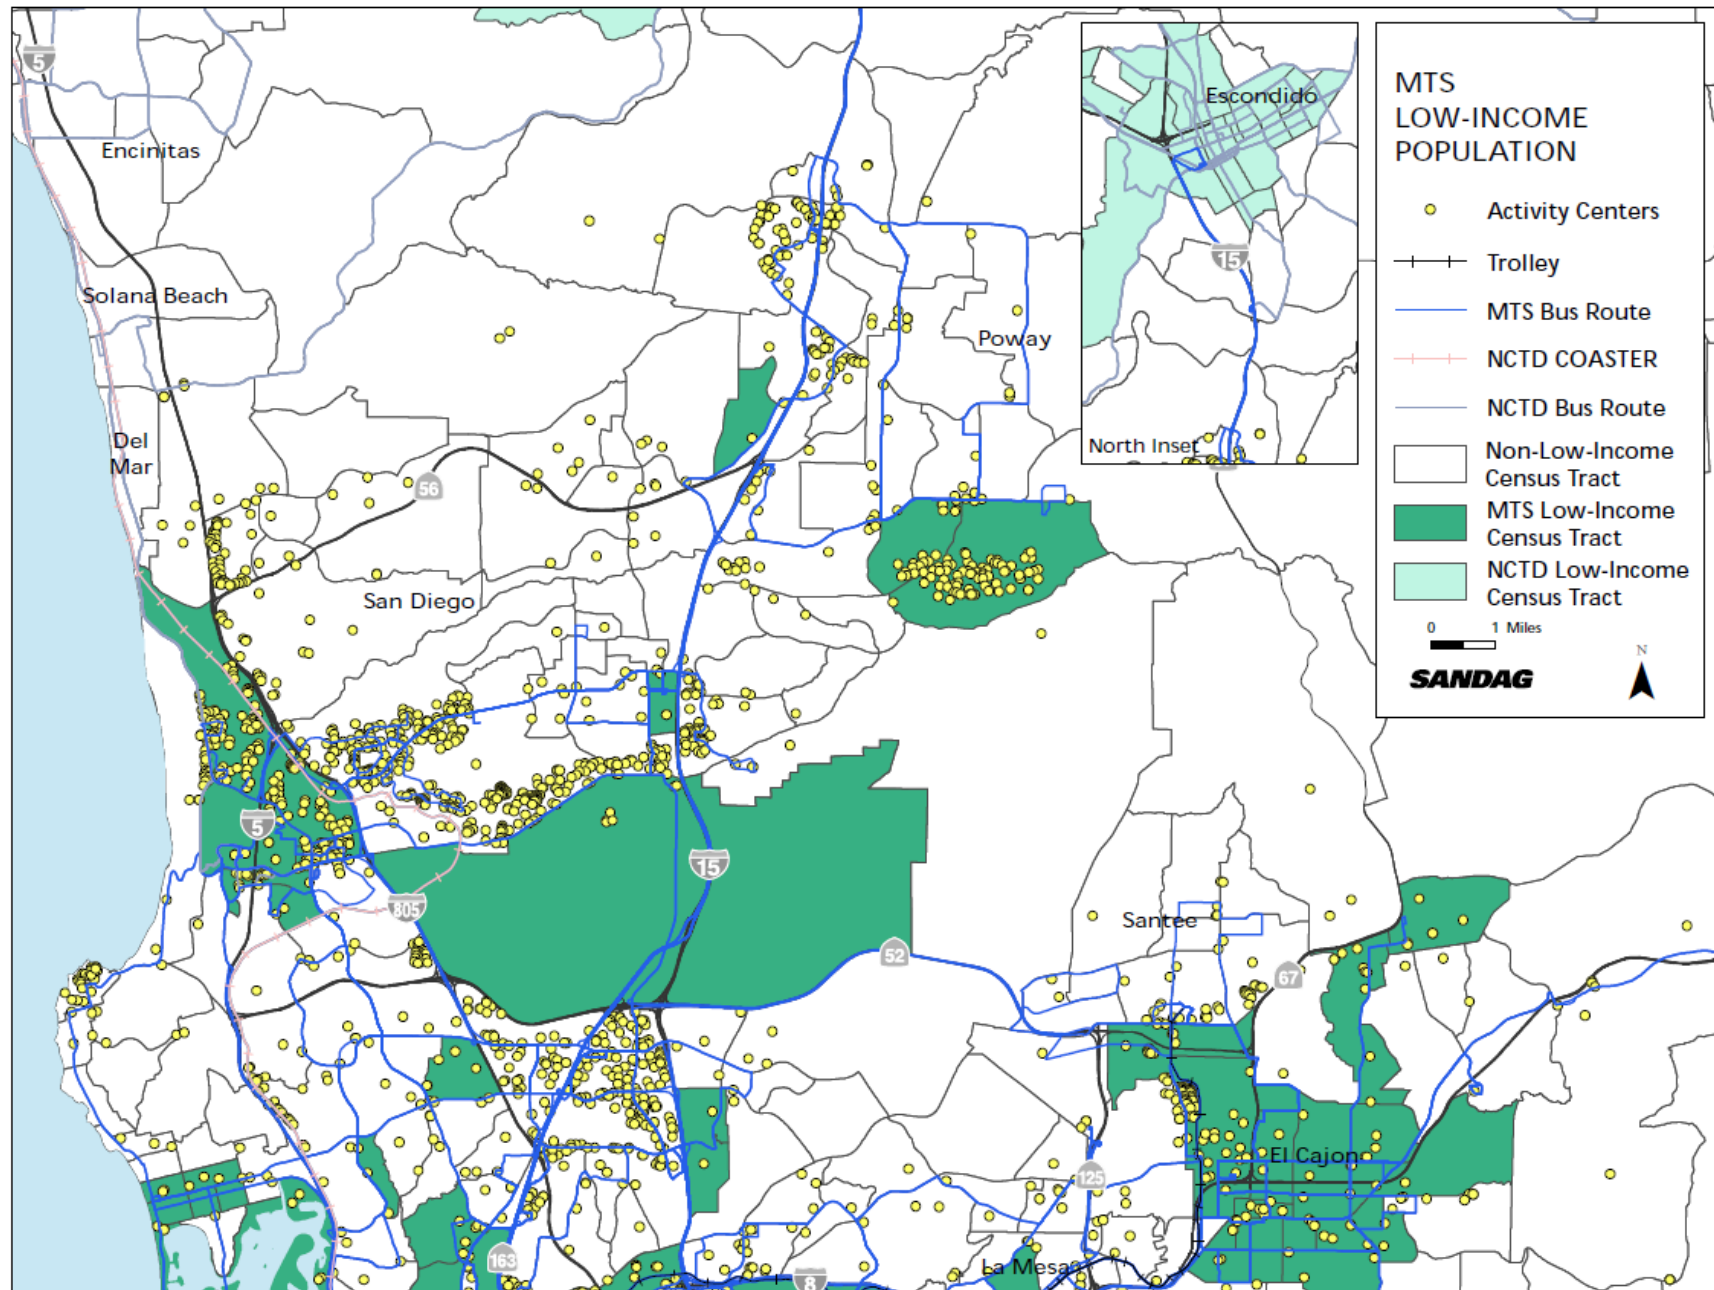 5
Encinitas
Solana Beach
Del
Mar
56
San Diego
Poway
5
805
15
52
Santee
67
El Cajon
125
La Mesa
163
8
Escondido
15
North Inset
MTS
LOW-INCOME
POPULATION
Activity Centers
Trolley
MTS Bus Route
NCTD COASTER
NCTD Bus Route
Non-Low-Income
Census Tract
MTS Low-Income
Census Tract
NCTD Low-Income
Census Tract
0 1 Miles
SANDAG
N